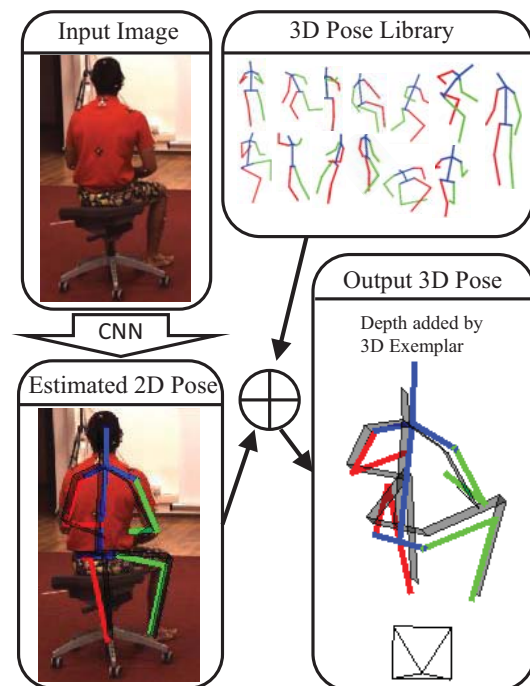 Input Image
3D Pose Library
CNN
Estimated 2D Pose
Output 3D Pose
Depth added by
3D Exemplar